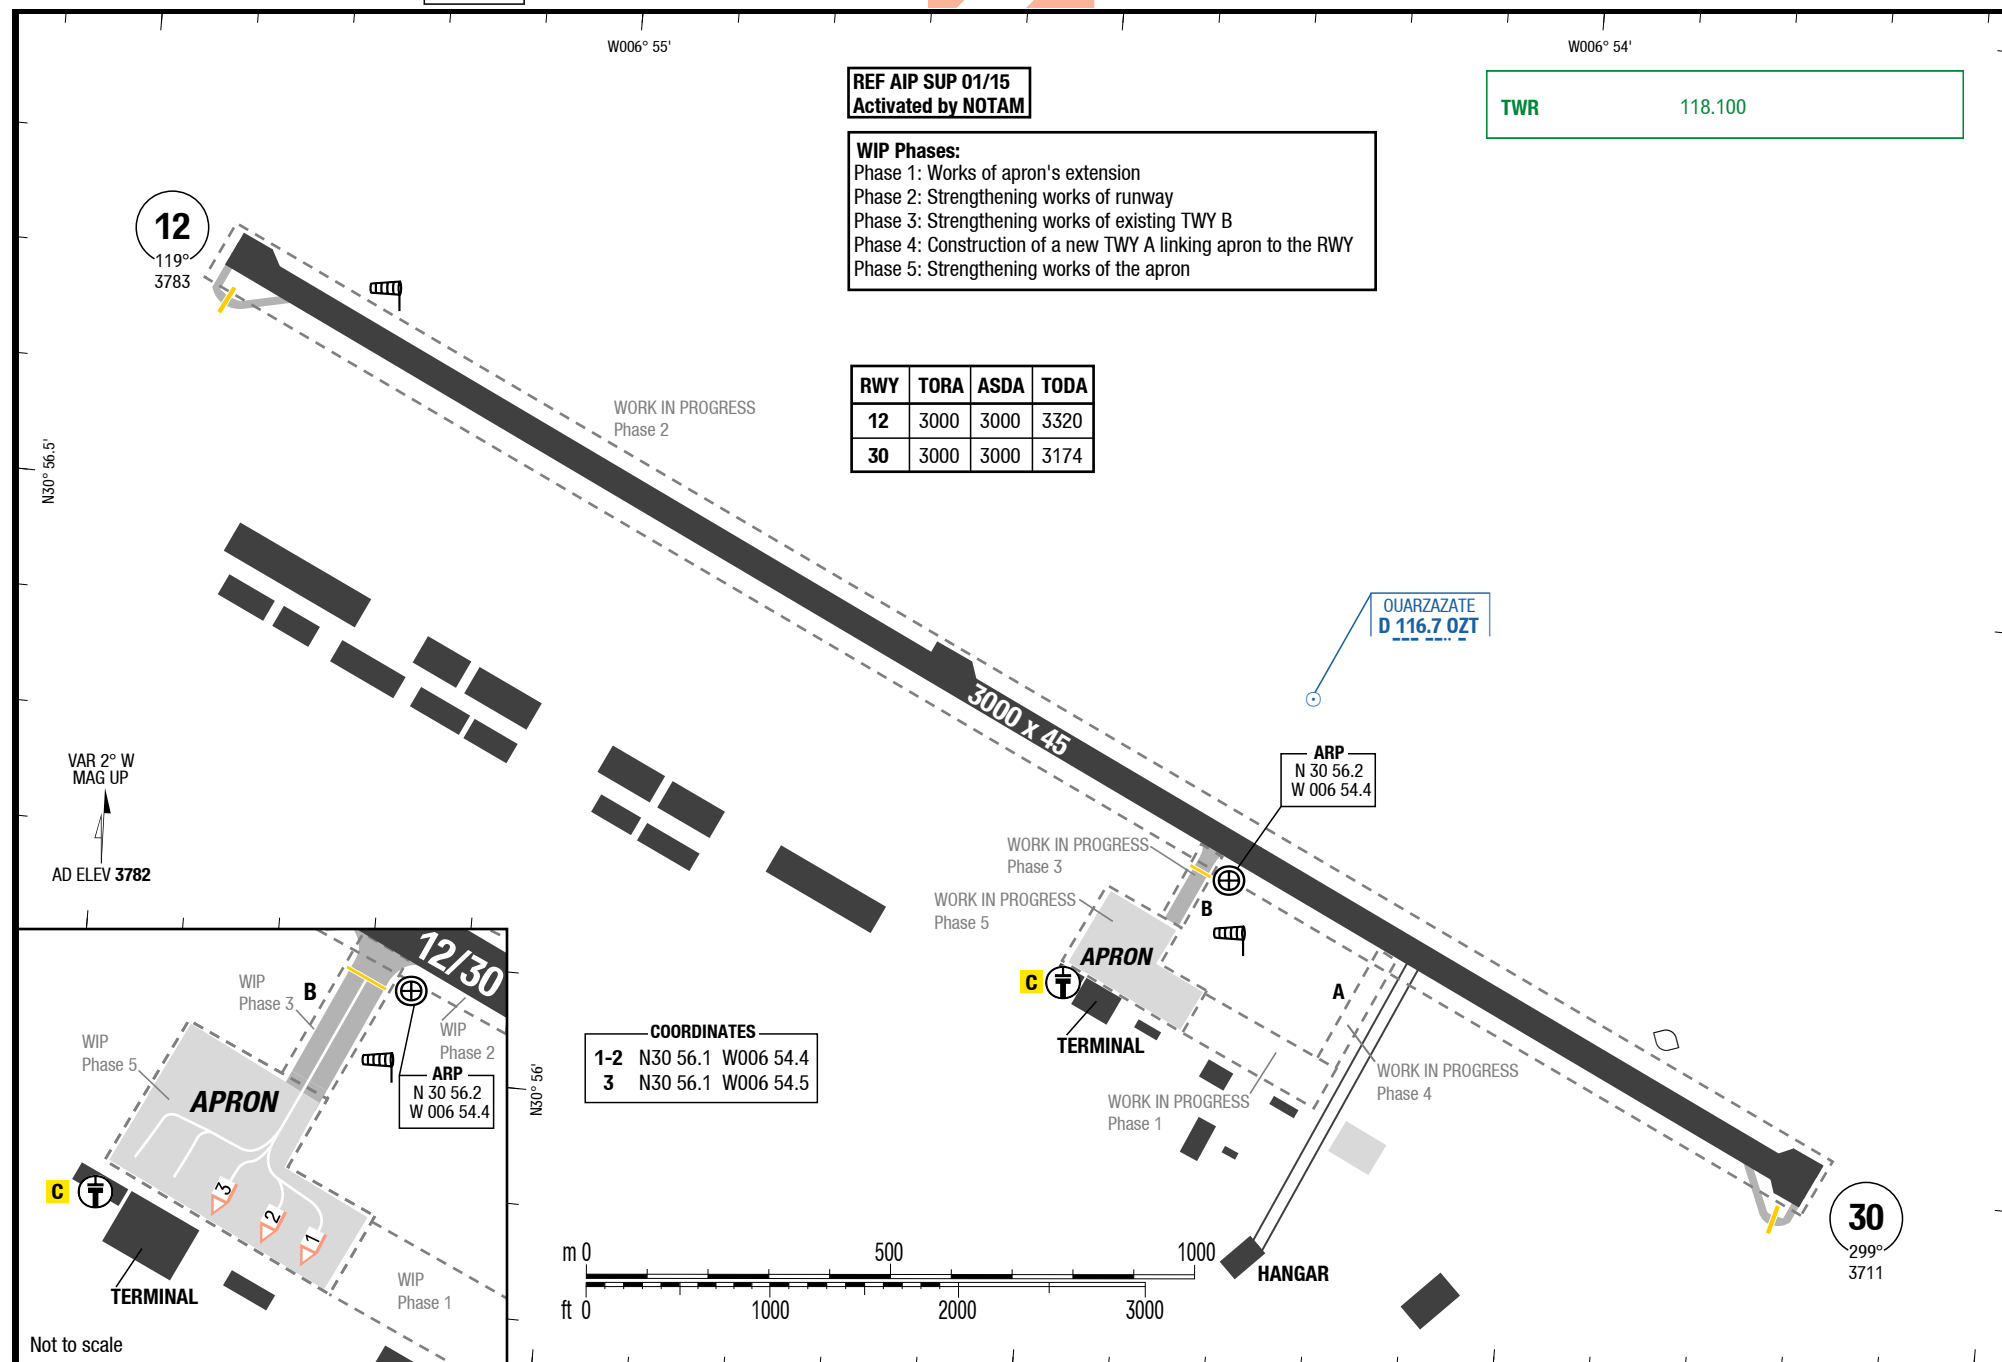 W006° 55'
W006° 54'
REF AIP SUP 01/15
Activated by NOTAM
TWR 118.100
WIP Phases:
Phase 1: Works of apron's extension
Phase 2: Strengthening works of runway
Phase 3: Strengthening works of existing TWY B
Phase 4: Construction of a new TWY A linking apron to the RWY
Phase 5: Strengthening works of the apron
12
119°
3783
RWY TORA ASDA TODA
12 3000 3000 3320
30 3000 3000 3174
WORK IN PROGRESS
Phase 2
N30° 56.5'
OUARZAZATE
D 116.7 OZT
3000 x 45
ARP
N 30 56.2
W 006 54.4
VAR 2° W
MAG UP
AD ELEV 3782
WORK IN PROGRESS
Phase 3
WORK IN PROGRESS
Phase 5
B
APRON
C
A
TERMINAL
WORK IN PROGRESS
Phase 4
WORK IN PROGRESS
Phase 1
HANGAR
30
299°
3711
COORDINATES
1-2 N30 56.1 W006 54.4
3 N30 56.1 W006 54.5
N30° 56'
m 0 500 1000
ft 0 1000 2000 3000
12/30
WIP
Phase 3
B
WIP
Phase 2
WIP
Phase 5
ARP
N 30 56.2
W 006 54.4
APRON
C
3
2
1
TERMINAL
WIP
Phase 1
Not to scale